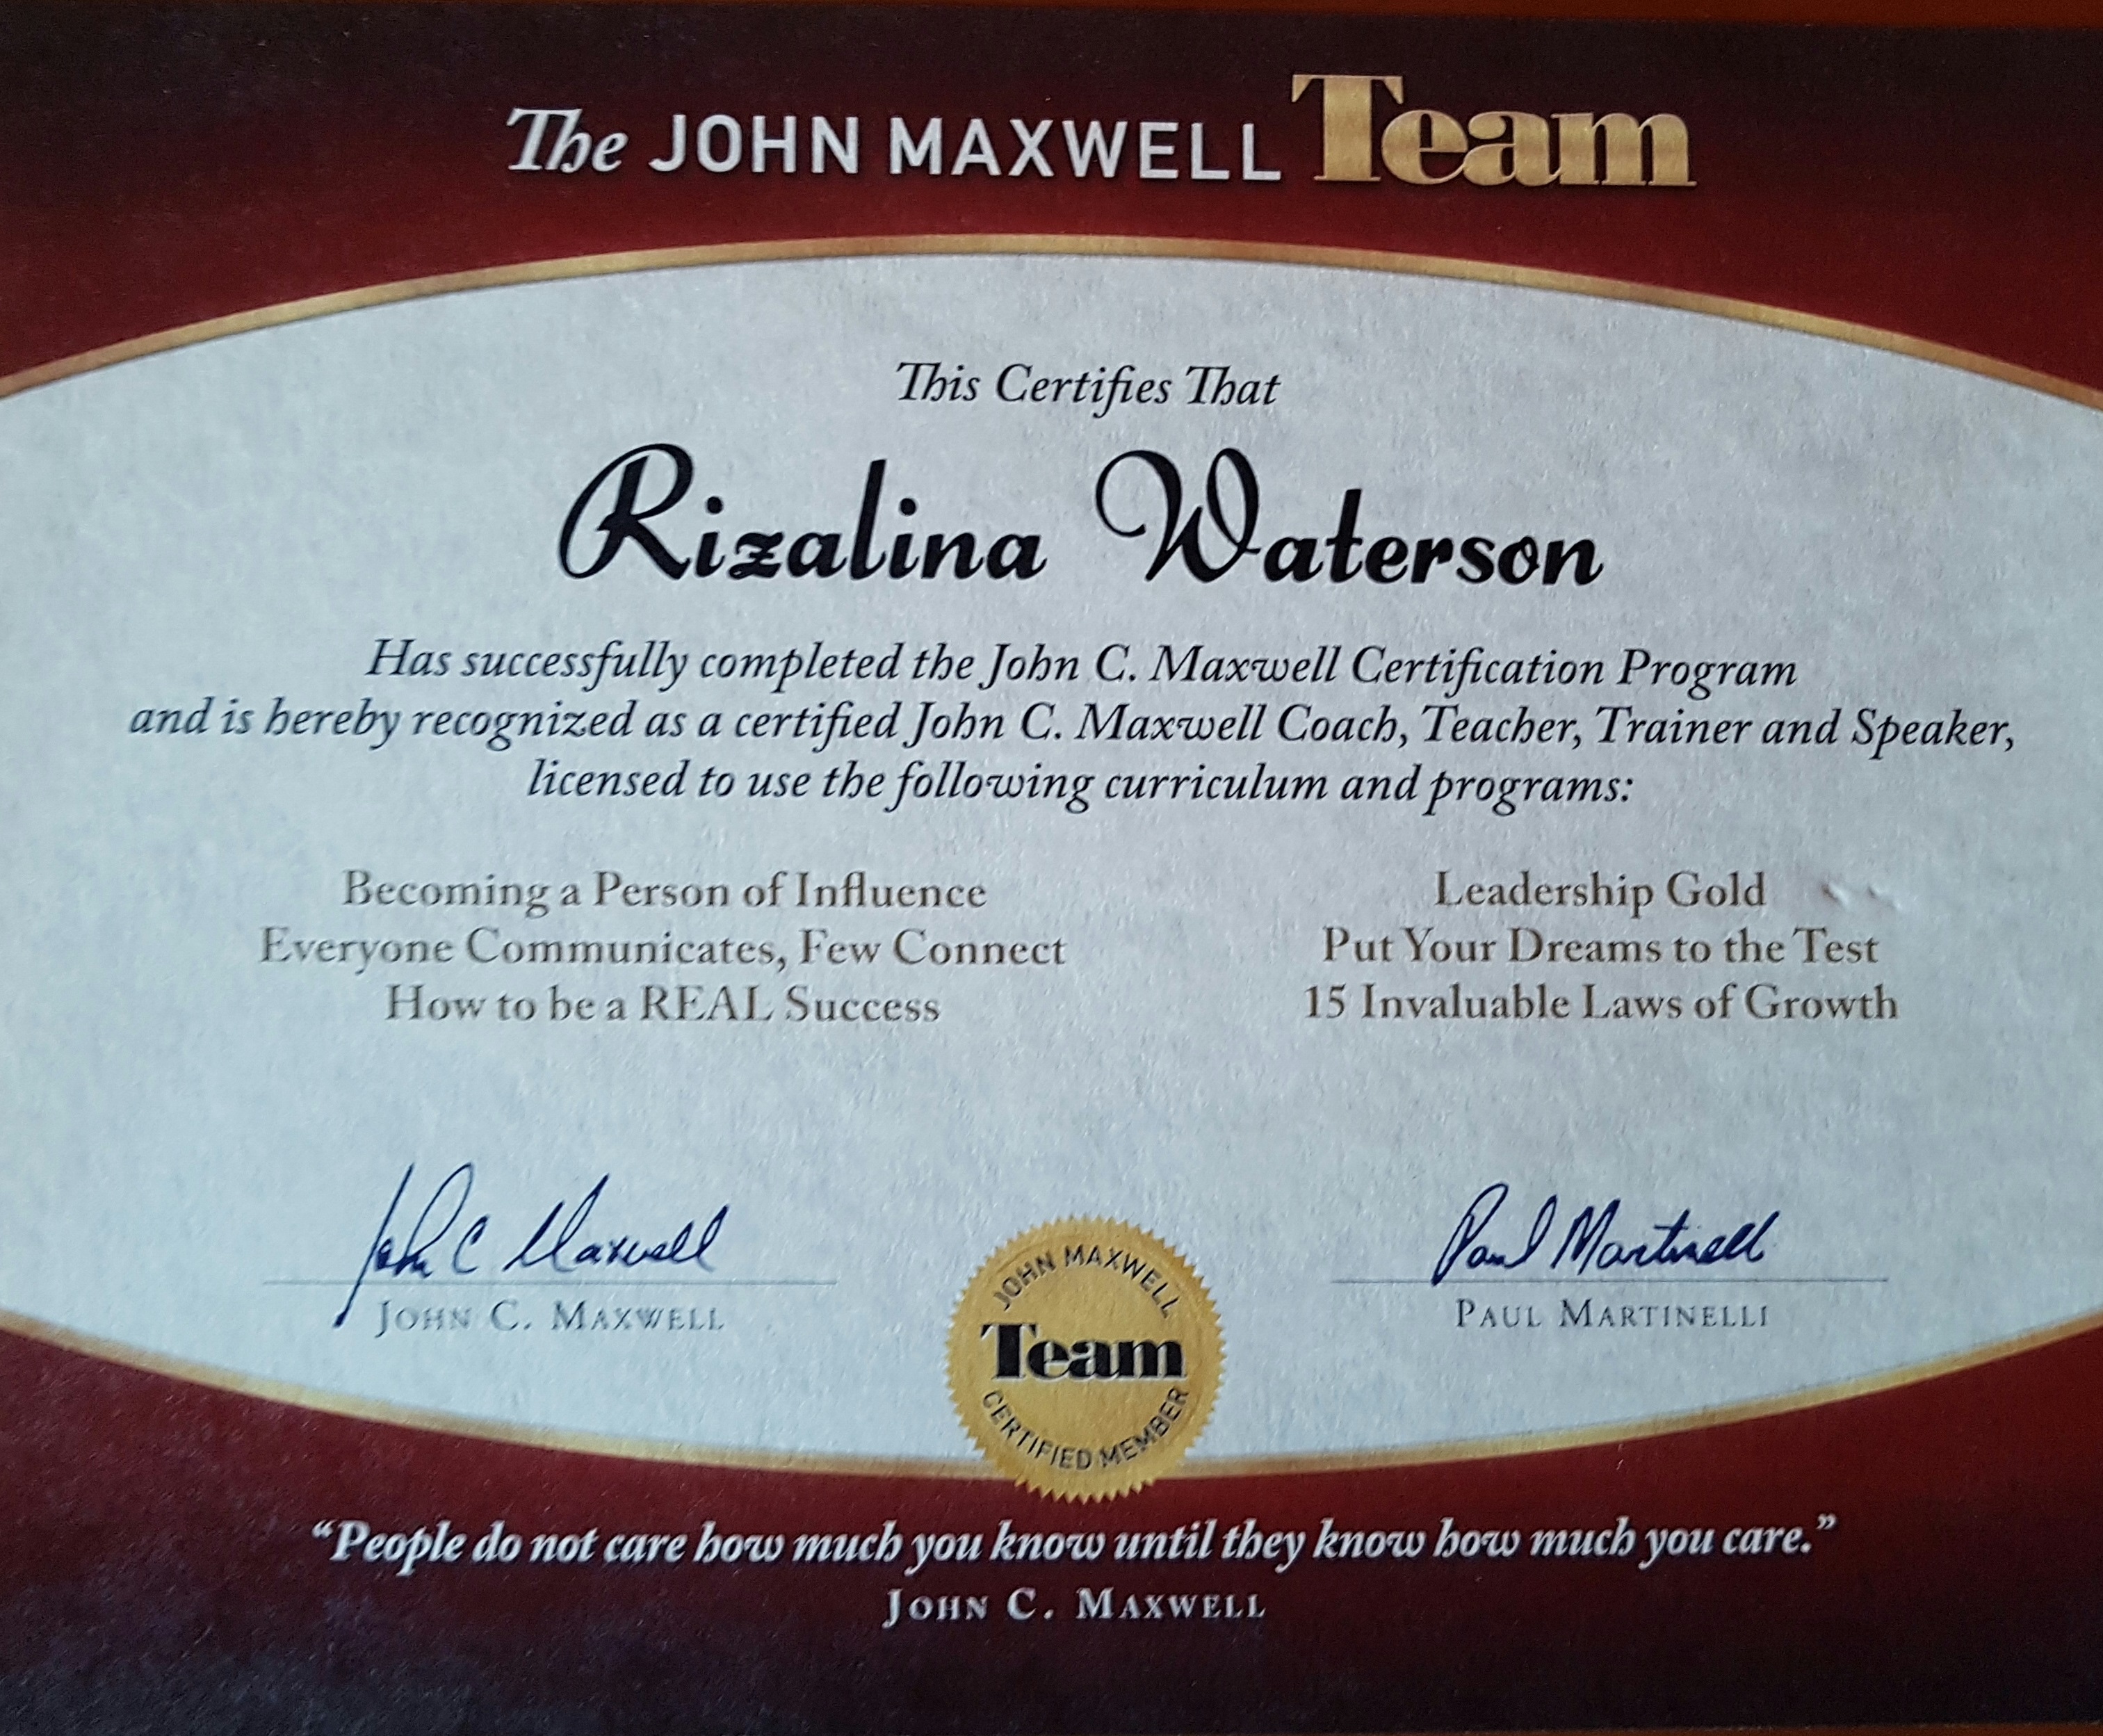 The JOHN MAXWELL Team
This Certifies That
Rizalina Waterson
Has successfully completed the John C. Maxwell Certification Program
and is hereby recognized as a certified John C. Maxwell Coach, Teacher, Trainer and Speaker,
licensed to use the following curriculum and programs:
Becoming a Person of Influence
Everyone Communicates, Few Connect
How to be a REAL Success
Leadership Gold
Put Your Dreams to the Test
15 Invaluable Laws of Growth
John C Maxwell
JOHN C. MAXWELL
Paul Martinelli
PAUL MARTINELLI
JOHN MAXWELL
Team
CERTIFIED MEMBER
“People do not care how much you know until they know how much you care.”
JOHN C. MAXWELL